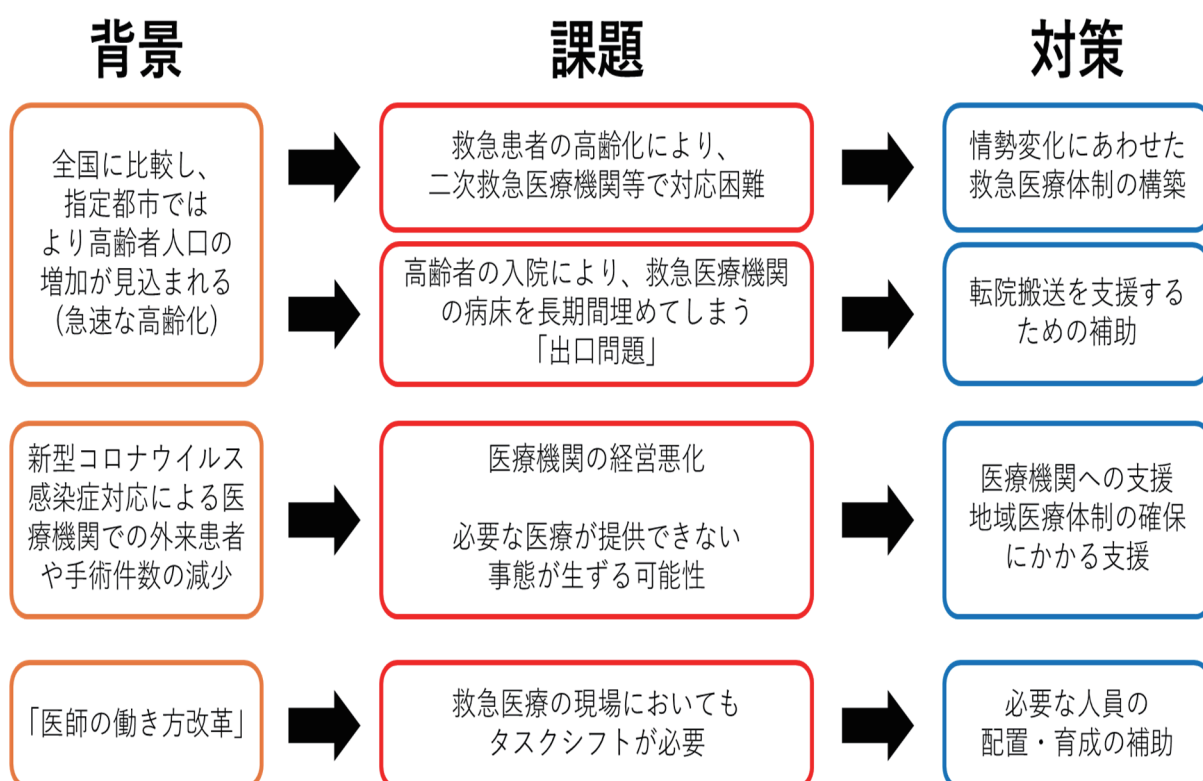 背景
課題
対策
全国に比較し、
指定都市では
より高齢者人口の
増加が見込まれる
(急速な高齢化)
救急患者の高齢化により、
二次救急医療機関等で対応困難
情勢変化にあわせた
救急医療体制の構築
高齢者の入院により、救急医療機関
の病床を長期間埋めてしまう
「出口問題」
転院搬送を支援する
ための補助
新型コロナウイルス
感染症対応による医
療機関での外来患者
や手術件数の減少
医療機関の経営悪化
必要な医療が提供できない
事態が生ずる可能性
医療機関への支援
地域医療体制の確保
にかかる支援
「医師の働き方改革」
救急医療の現場においても
タスクシフトが必要
必要な人員の
配置・育成の補助